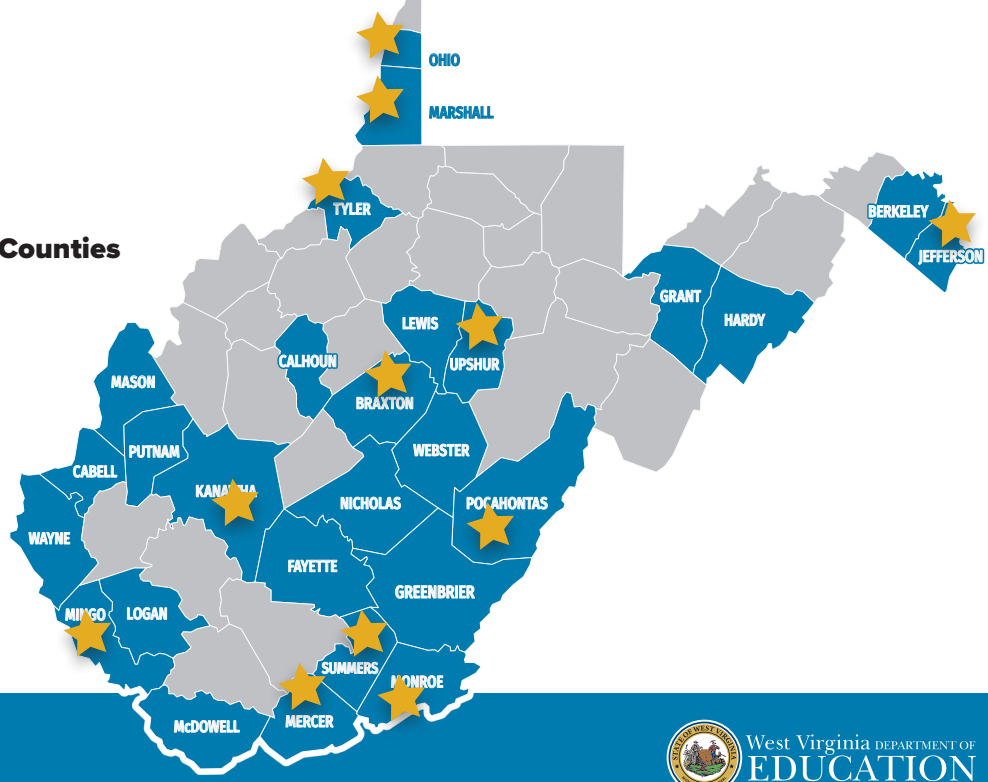 OHIO
MARSHALL
TYLER
Counties
BERKELEY
JEFFERSON
GRANT
HARDY
LEWIS
CALHOUN
UPSHUR
MASON
BRAXTON
PUTNAM
WEBSTER
CABELL
KANAWHA
NICHOLAS
POCAHONTAS
WAYNE
FAYETTE
GREENBRIER
MINGO
LOGAN
SUMMERS
MONROE
McDOWELL
MERCER
STATE OF WEST VIRGINIA
West Virginia DEPARTMENT OF
EDUCATION